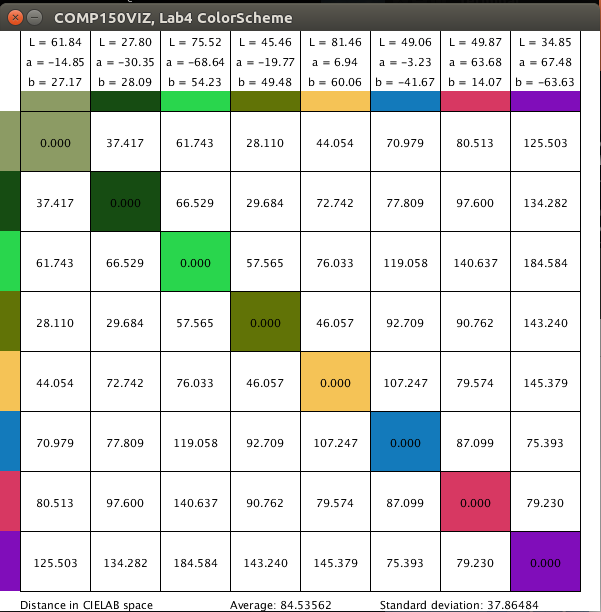 COMP150VIZ, Lab4 ColorScheme
L = 61.84 L = 27.80 L = 75.52 L = 45.46 L = 81.46 L = 49.06 L = 49.87 L = 34.85
a = -14.85 a = -30.35 a = -68.64 a = -19.77 a = 6.94 a = -3.23 a = 63.68 a = 67.48
b = 27.17 b = 28.09 b = 54.23 b = 49.48 b = 60.06 b = -41.67 b = 14.07 b = -63.63
0.000 37.417 61.743 28.110 44.054 70.979 80.513 125.503
37.417 0.000 66.529 29.684 72.742 77.809 97.600 134.282
61.743 66.529 0.000 57.565 76.033 119.058 140.637 184.584
28.110 29.684 57.565 0.000 46.057 92.709 90.762 143.240
44.054 72.742 76.033 46.057 0.000 107.247 79.574 145.379
70.979 77.809 119.058 92.709 107.247 0.000 87.099 75.393
80.513 97.600 140.637 90.762 79.574 87.099 0.000 79.230
125.503 134.282 184.584 143.240 145.379 75.393 79.230 0.000
Distance in CIELAB space Average: 84.53562 Standard deviation: 37.86484